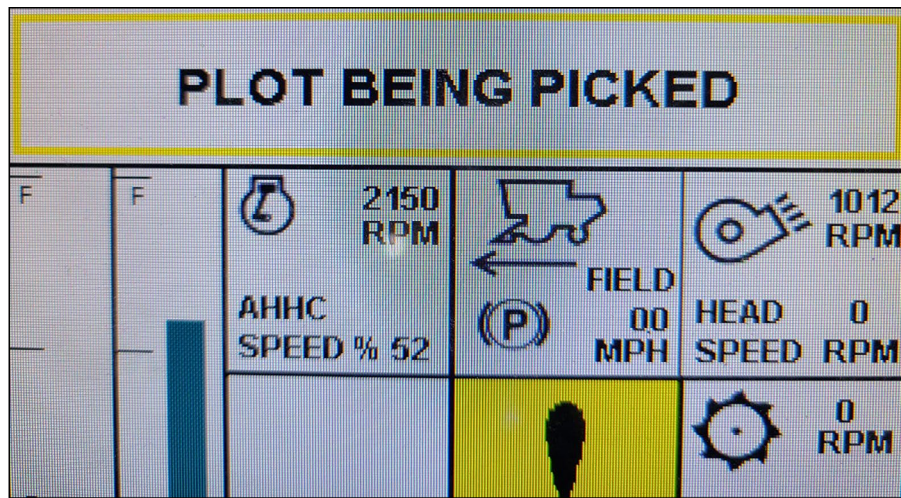 PLOT BEING PICKED
F
F
2150
RPM
AHHC
SPEED % 52
FIELD
(P)
00
MPH
1012
RPM
HEAD 0
SPEED RPM
0
RPM